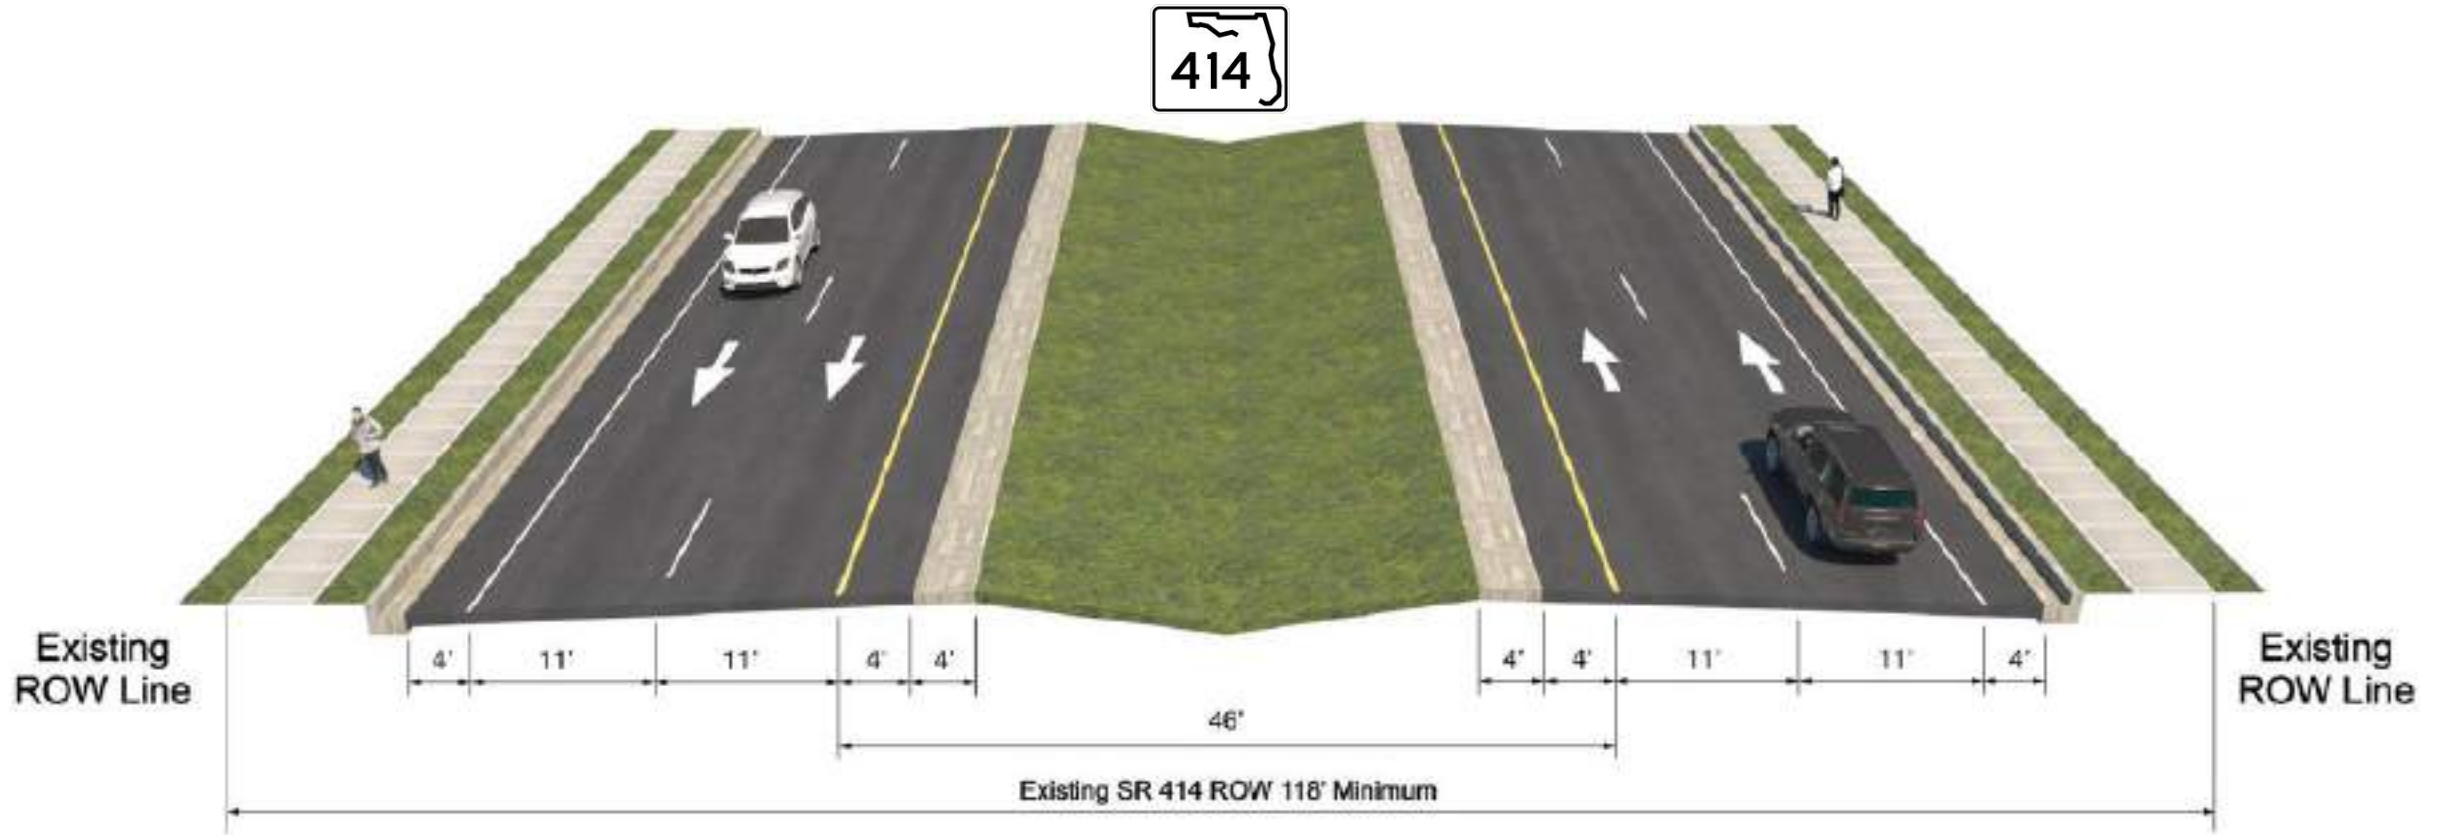 414
Existing
ROW Line
4' 11' 11' 4' 4' 4' 4' 11' 11' 4'
Existing
ROW Line
46'
Existing SR 414 ROW 118' Minimum